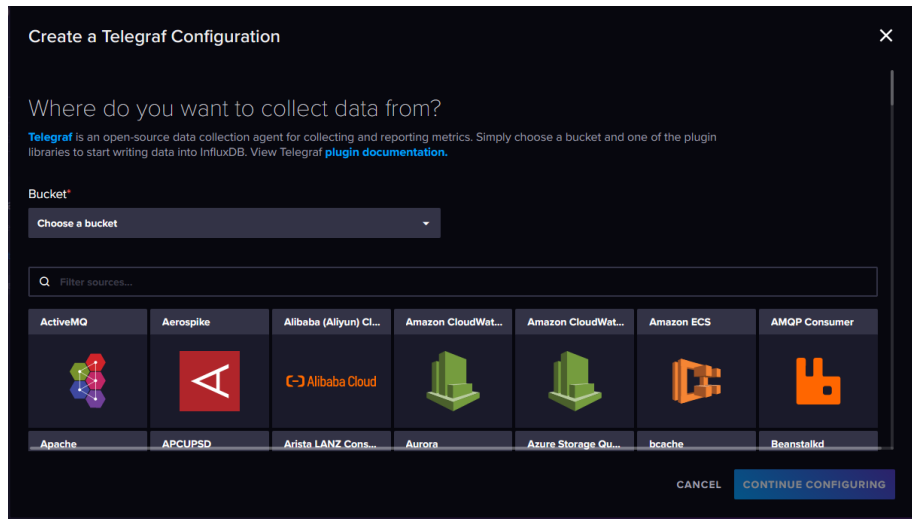 Create a Telegraf Configuration
Where do you want to collect data from?
Telegraf is an open-source data collection agent for collecting and reporting metrics. Simply choose a bucket and one of the plugin
libraries to start writing data into InfluxDB. View Telegraf plugin documentation.
Bucket*
Choose a bucket
Filter sources...
ActiveMQ
Aerospike
Alibaba (Aliyun) Cl...
Amazon CloudWat...
Amazon CloudWat...
Amazon ECS
AMQP Consumer
Alibaba Cloud
Apache
APCUPSD
Arista LANZ Cons...
Aurora
Azure Storage Qu...
bcache
Beanstalkd
CANCEL
CONTINUE CONFIGURING